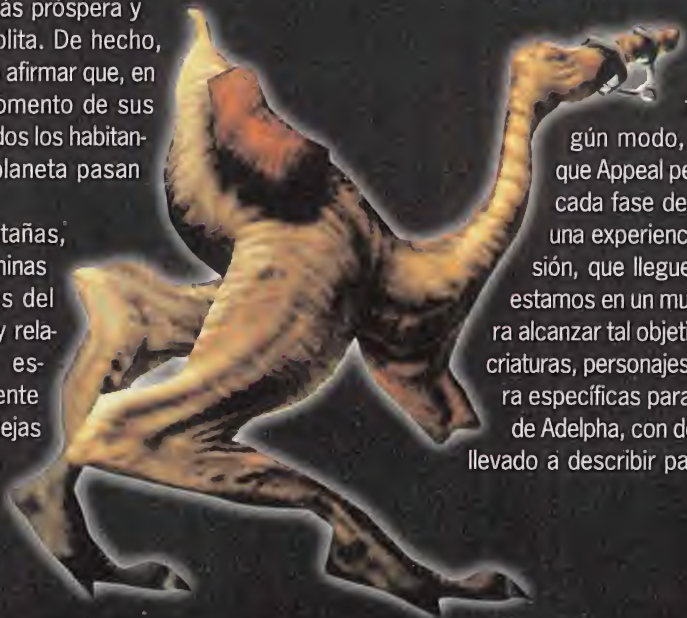 ás próspera y
olita. De hecho,
afirmar que, en
omento de sus
dos los habitan-
planeta pasan
tañas,
ninas
s del
y rela-
es-
ente
ejas
gún modo,
que Appeal pe
cada fase de
una experienc
sión, que llegue
estamos en un mu
ra alcanzar tal objeti
criaturas, personajes
ra específicas para
de Adelpha, con de
llevado a describir pa